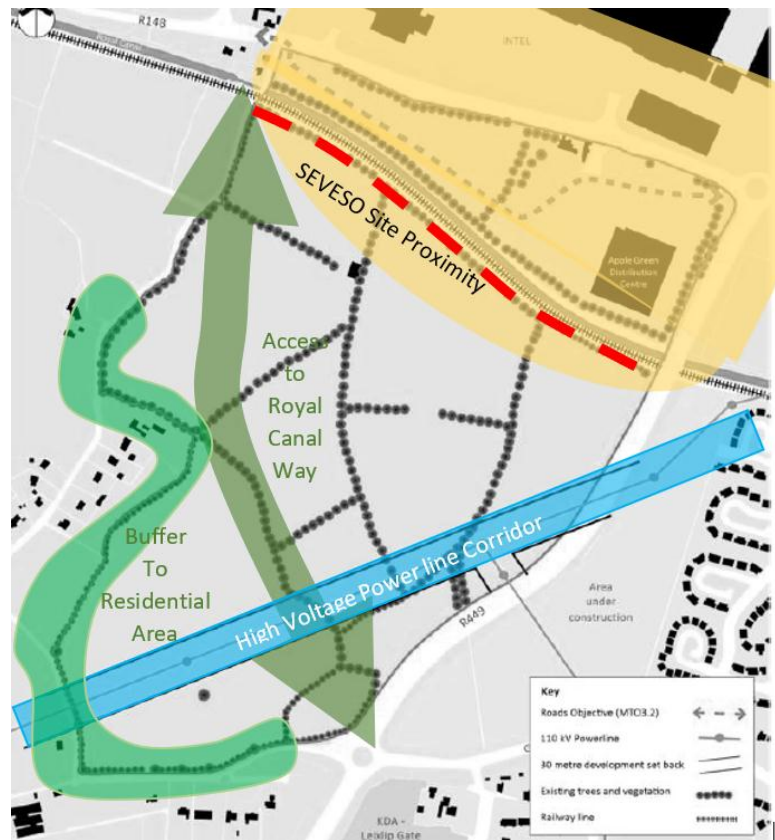 R148
Royal Canal
INTEL
SEVESO Site Proximity
Apple Green
Distribution
Centre
Access
to
Royal
Canal
Way
Buffer
To
Residential
Area
High Voltage Power line Corridor
R449
Area
under
construction
Key
Roads Objective (MTO3.2)
110 kV Powerline
30 metre development set back
Existing trees and vegetation
Railway line
KDA -
Leixlip Gate